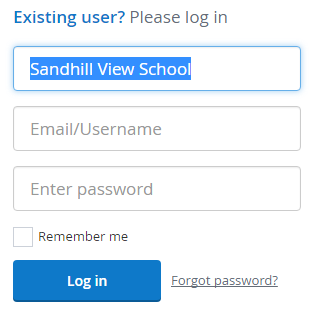 Existing user? Please log in
Sandhill View School
Email/Username
Enter password
Remember me
Log in Forgot password?